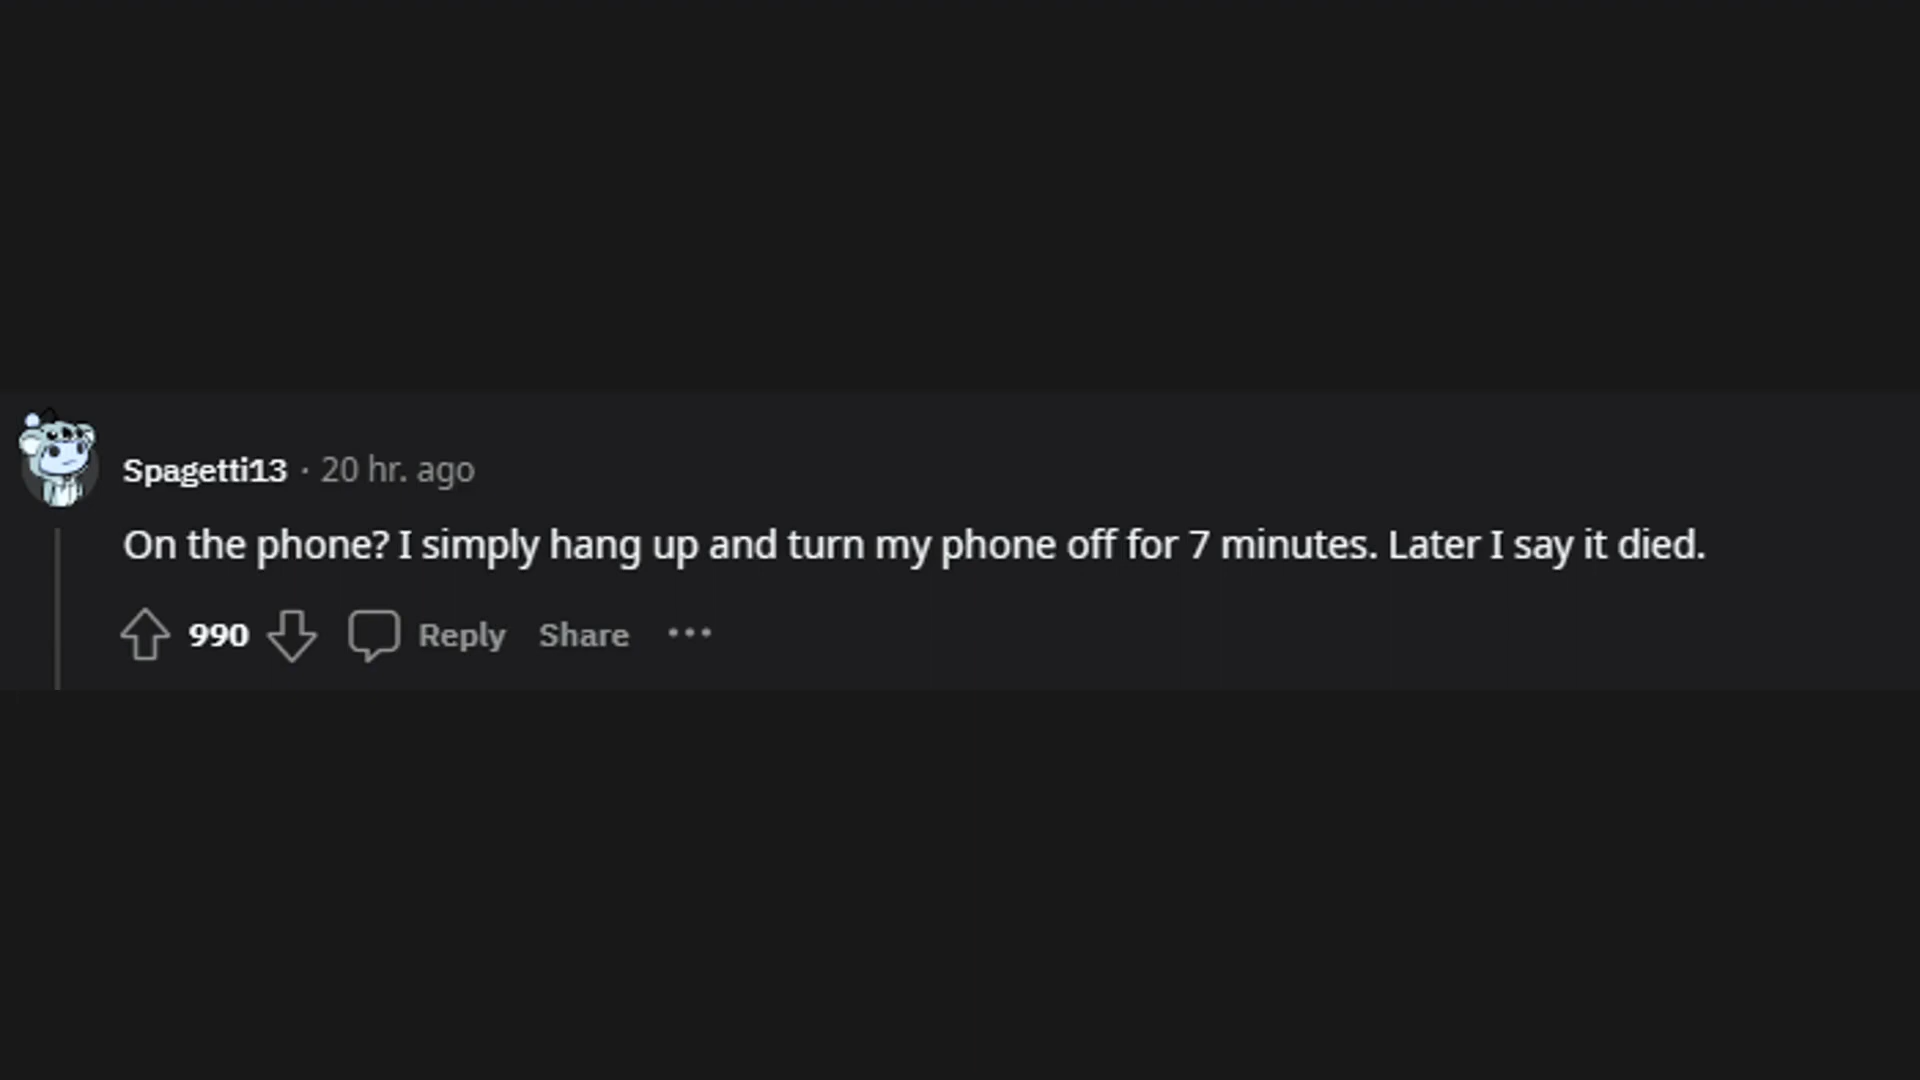 Spagetti13 · 20 hr. ago
On the phone? I simply hang up and turn my phone off for 7 minutes. Later I say it died.
990 Reply Share ···